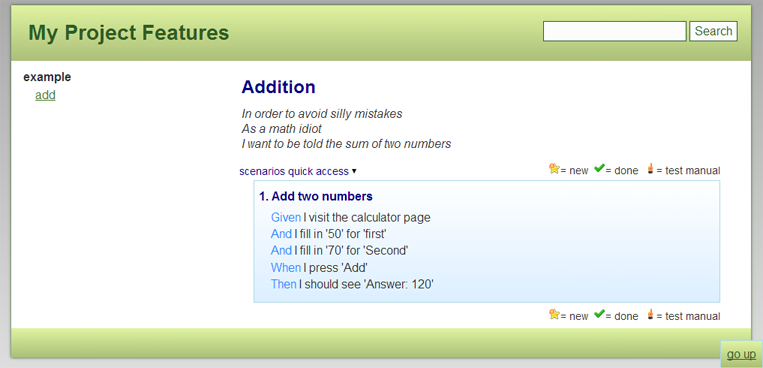 My Project Features
Search
example
add
Addition
In order to avoid silly mistakes
As a math idiot
I want to be told the sum of two numbers
scenarios quick access ▾
= new = done = test manual
1. Add two numbers
Given I visit the calculator page
And I fill in '50' for 'first'
And I fill in '70' for 'Second'
When I press 'Add'
Then I should see 'Answer: 120'
= new = done = test manual
go up